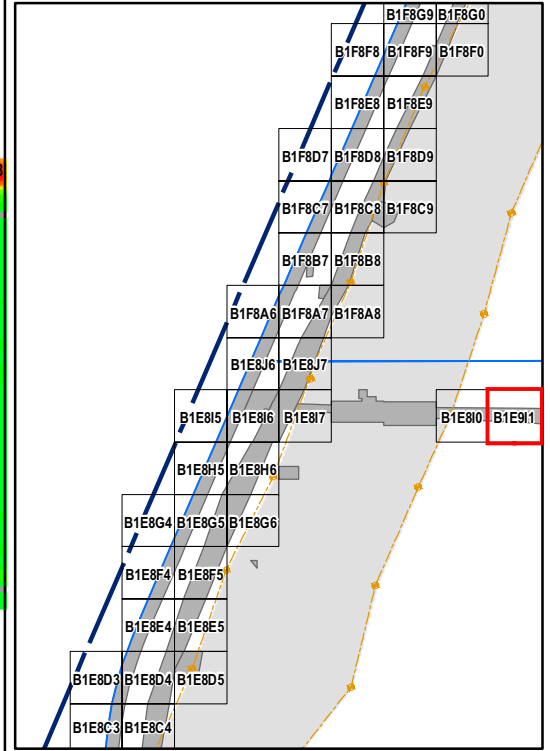 B1F8G9 B1F8G0
B1F8F8 B1F8F9 B1F8F0
B1F8E8 B1F8E9
B1F8D7 B1F8D8 B1F8D9
B1F8C7 B1F8C8 B1F8C9
B1F8B7 B1F8B8
B1F8A6 B1F8A7 B1F8A8
B1E8J6 B1E8J7
B1E8I5 B1E8I6 B1E8I7 B1E8I0 B1E9I1
B1E8H5 B1E8H6
B1E8G4 B1E8G5 B1E8G6
B1E8F4 B1E8F5
B1E8E4 B1E8E5
B1E8D3 B1E8D4 B1E8D5
B1E8C3 B1E8C4